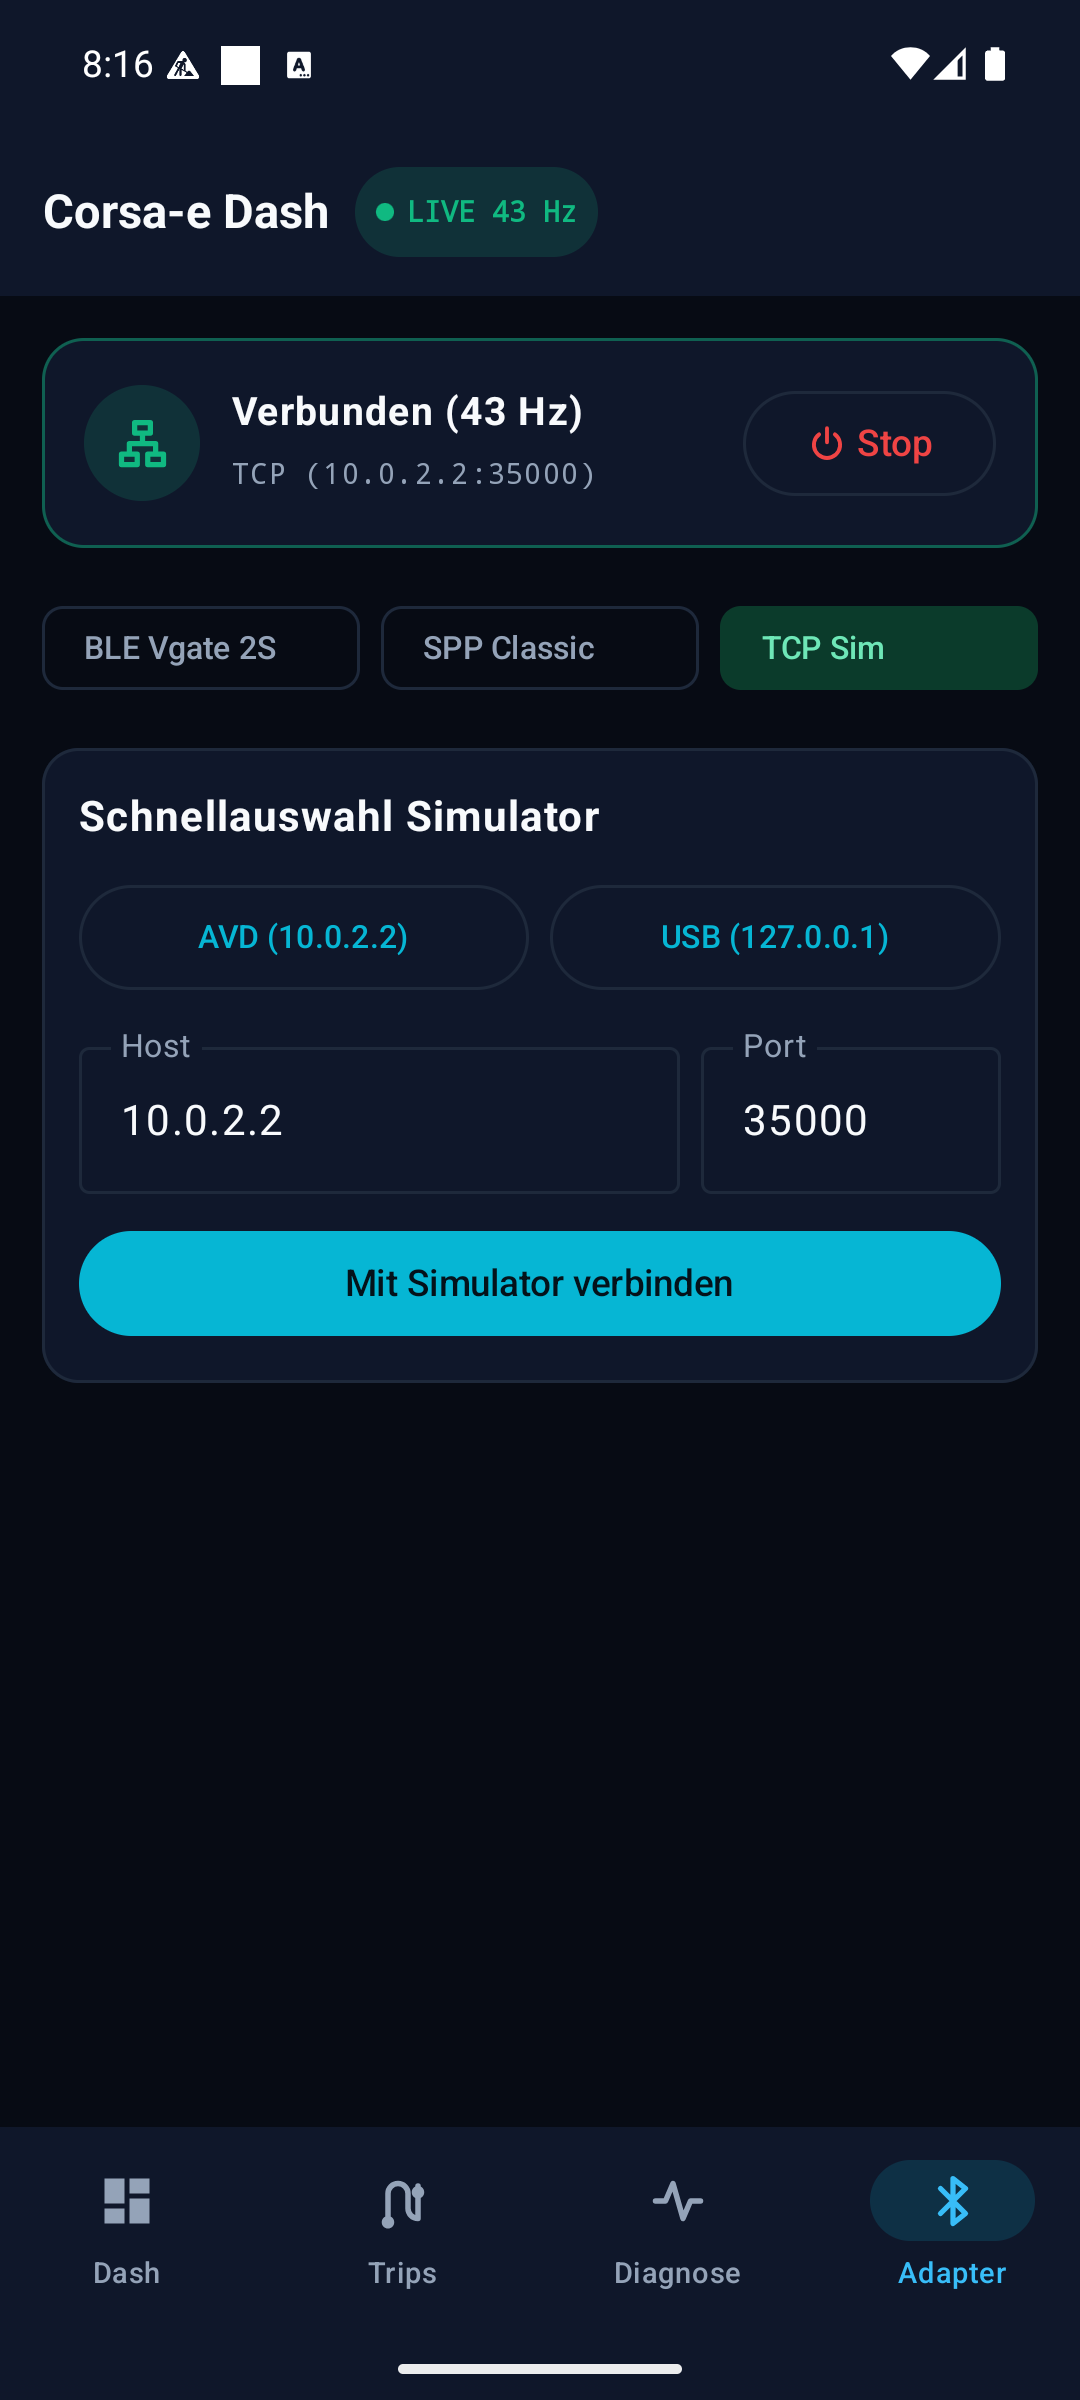 8:16
Corsa-e Dash
LIVE 43 Hz
Verbunden (43 Hz)
TCP (10.0.2.2:35000)
Stop
BLE Vgate 2S
SPP Classic
TCP Sim
Schnellauswahl Simulator
AVD (10.0.2.2)
USB (127.0.0.1)
Host
10.0.2.2
Port
35000
Mit Simulator verbinden
Dash
Trips
Diagnose
Adapter